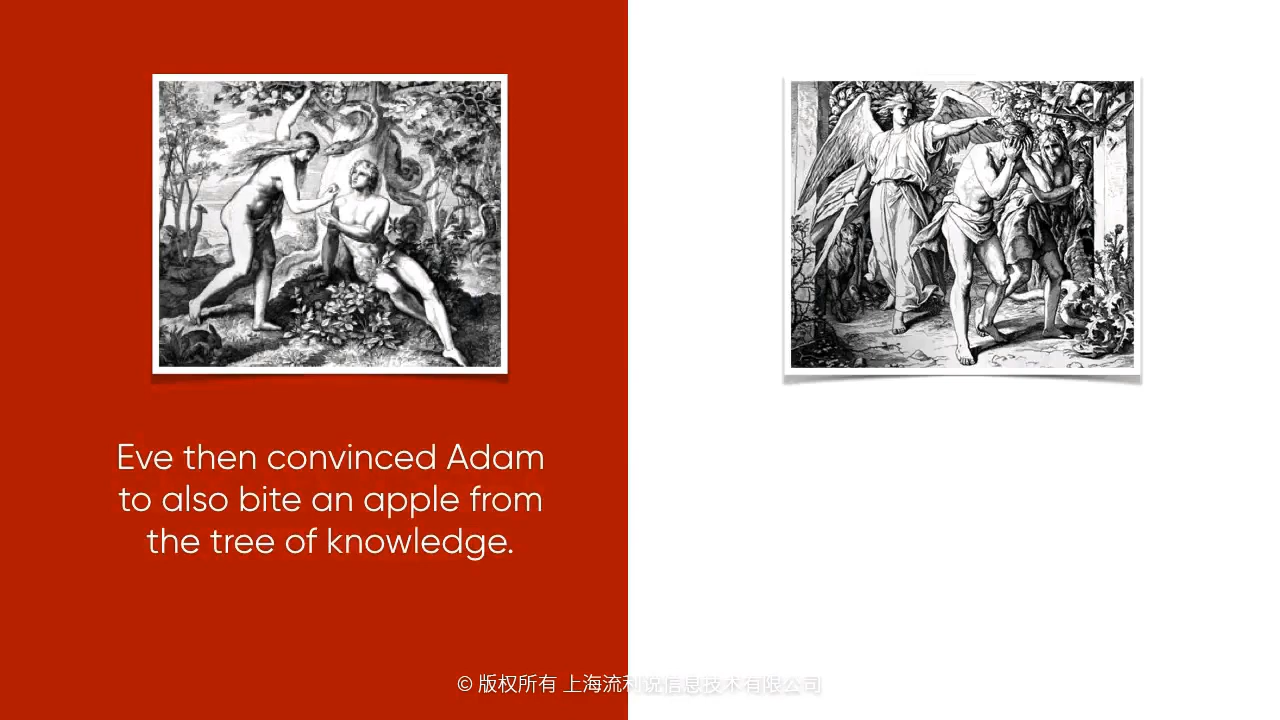 Eve then convinced Adam
to also bite an apple from
the tree of knowledge.
© 版权所有 上海流利说信息技术有限公司